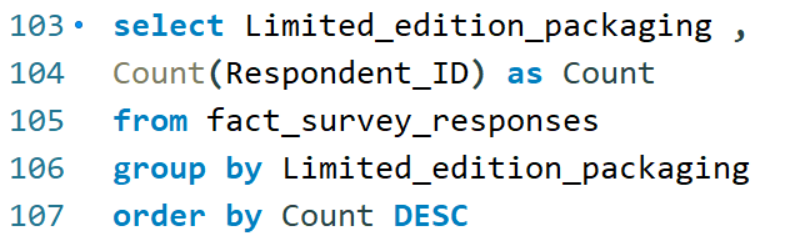 103 • select Limited_edition_packaging ,
104 Count(Respondent_ID) as Count
105 from fact_survey_responses
106 group by Limited_edition_packaging
107 order by Count DESC